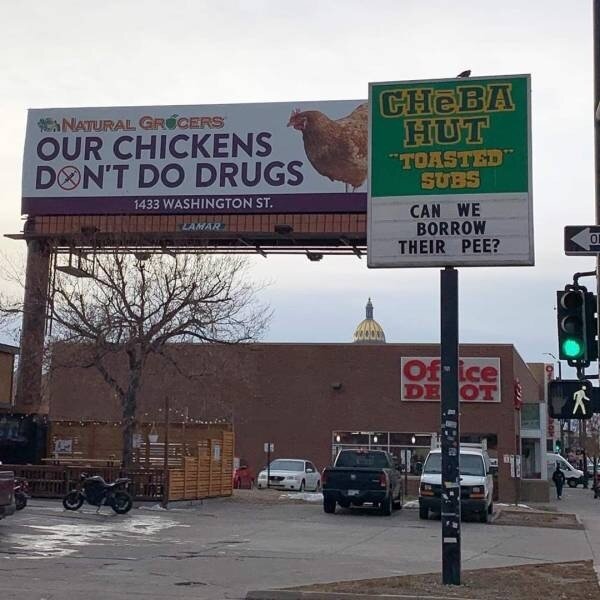 NATURAL GROCERS
OUR CHICKENS
DON'T DO DRUGS
1433 WASHINGTON ST.
LAMAR
CHeBA
HUT
"TOASTED"
SUBS
CAN WE
BORROW
THEIR PEE?
Office
DEPOT